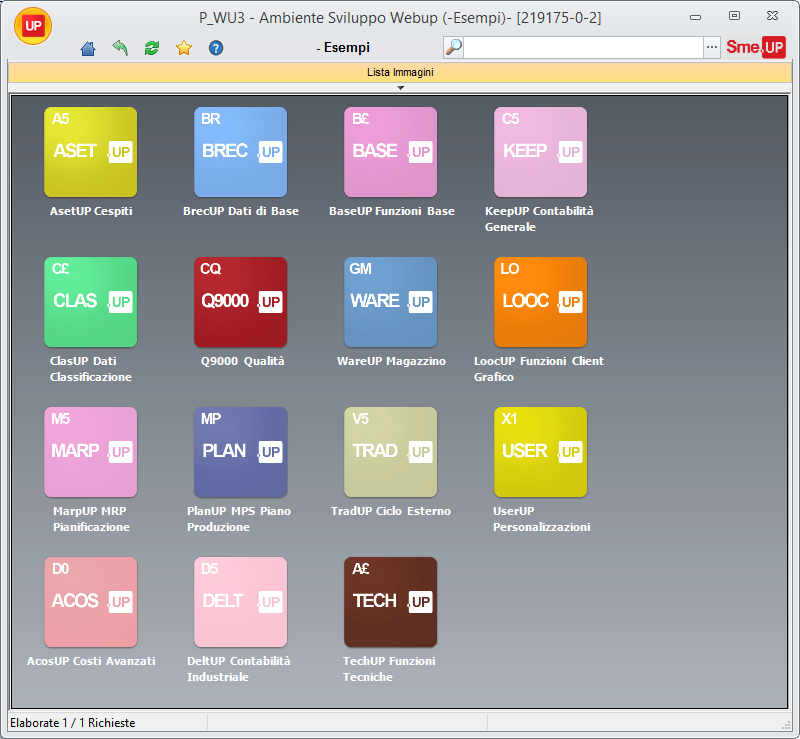 UP
P_WU3 - Ambiente Sviluppo Webup (-Esempi)- [219175-0-2]
- Esempi
Sme.UP
Lista Immagini
A5
ASET .UP
AsetUP Cespiti
BR
BREC .UP
BrecUP Dati di Base
B£
BASE .UP
BaseUP Funzioni Base
C5
KEEP .UP
KeepUP Contabilità
Generale
C£
CLAS .UP
ClasUP Dati
Classificazione
CQ
Q9000 .UP
Q9000 Qualità
GM
WARE .UP
WareUP Magazzino
LO
LOOC .UP
LoocUP Funzioni Client
Grafico
M5
MARP .UP
MarpUP MRP
Pianificazione
MP
PLAN .UP
PlanUP MPS Piano
Produzione
V5
TRAD .UP
TradUP Ciclo Esterno
X1
USER .UP
UserUP
Personalizzazioni
D0
ACOS .UP
AcosUP Costi Avanzati
D5
DELT .UP
DeltUP Contabilità
Industriale
A£
TECH .UP
TechUP Funzioni
Tecniche
Elaborate 1 / 1 Richieste